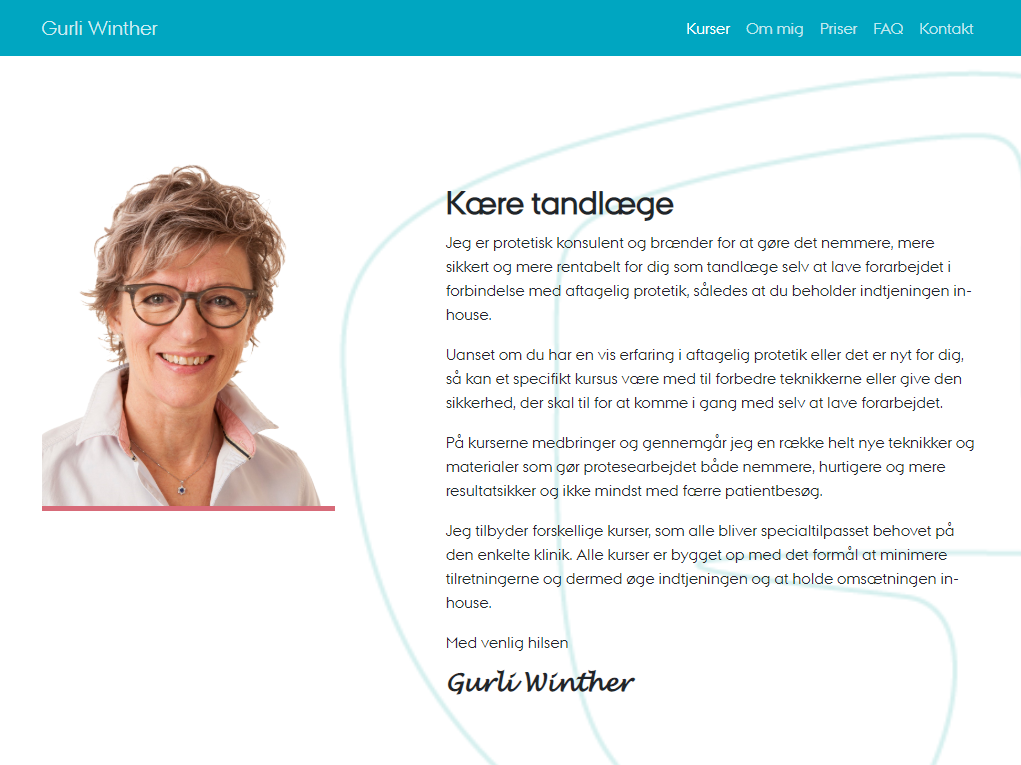 Gurli Winther
Kurser Om mig Priser FAQ Kontakt
Kære tandlæge
Jeg er protetisk konsulent og brænder for at gøre det nemmere, mere
sikkert og mere rentabelt for dig som tandlæge selv at lave forarbejdet i
forbindelse med aftagelig protetik, således at du beholder indtjeningen in-
house.
Uanset om du har en vis erfaring i aftagelig protetik eller det er nyt for dig,
så kan et specifikt kursus være med til forbedre teknikkerne eller give den
sikkerhed, der skal til for at komme i gang med selv at lave forarbejdet.
På kurserne medbringer og gennemgår jeg en række helt nye teknikker og
materialer som gør protesearbejdet både nemmere, hurtigere og mere
resultatsikker og ikke mindst med færre patientbesøg.
Jeg tilbyder forskellige kurser, som alle bliver specialtilpasset behovet på
den enkelte klinik. Alle kurser er bygget op med det formål at minimere
tilretningerne og dermed øge indtjeningen og at holde omsætningen in-
house.
Med venlig hilsen
Gurli Winther